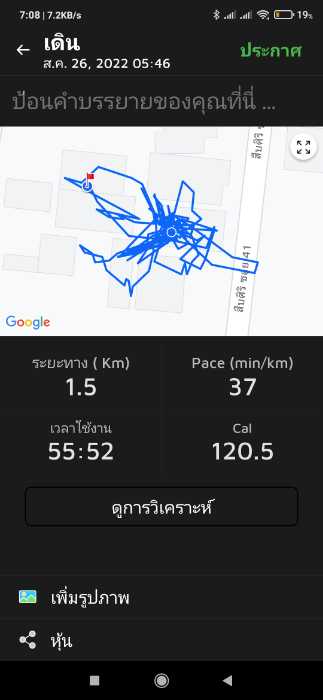 7:08 | 7.2KB/s 19%
เดิน
ส.ค. 26, 2022 05:46
ประกาศ
ป้อนคำบรรยายของคุณที่นี่ ...
สืบศิริ ซ
สืบศิริ ซอย 41
Google
ระยะทาง ( Km) Pace (min/km)
1.5 37
เวลาใช้งาน Cal
55:52 120.5
ดูการวิเคราะห์
เพิ่มรูปภาพ
หุ้น